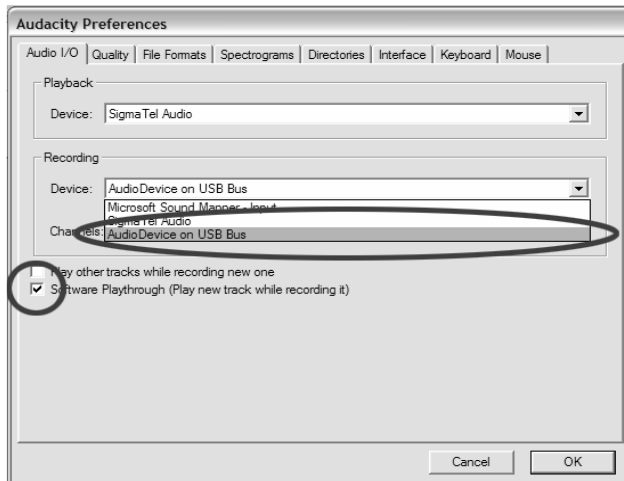 Audacity Preferences
Audio I/O Quality File Formats Spectrograms Directories Interface Keyboard Mouse
Playback
Device: SigmaTel Audio
Recording
Device: AudioDevice on USB Bus
Microsoft Sound Mapper - Input
SigmaTel Audio
Channels: AudioDevice on USB Bus
Play other tracks while recording new one
Software Playthrough (Play new track while recording it)
Cancel OK